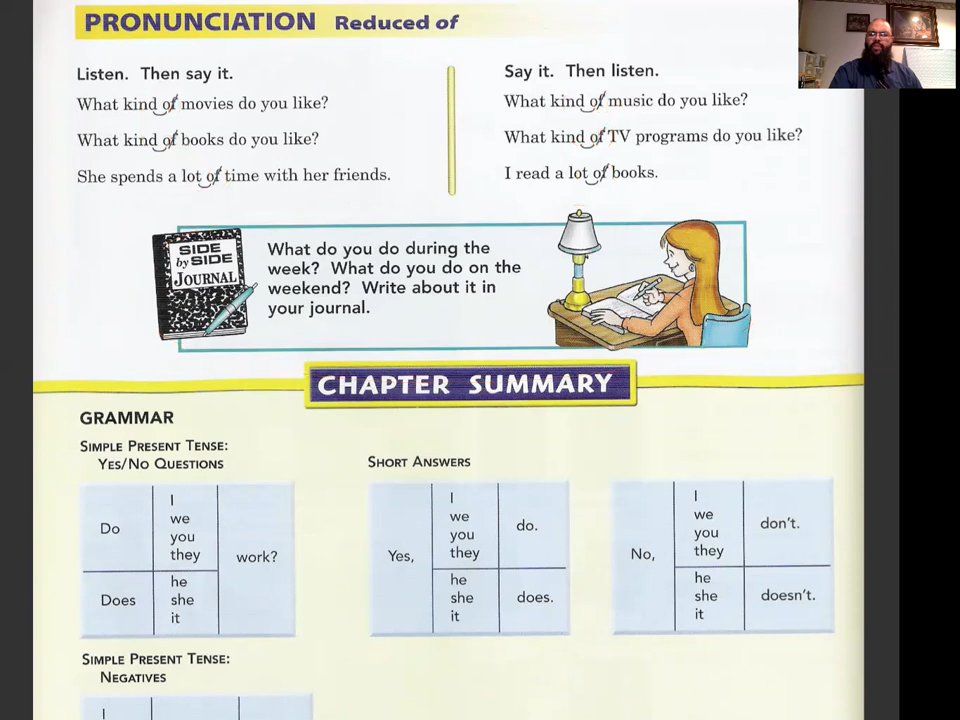 PRONUNCIATION Reduced of
Listen. Then say it.
What kind of movies do you like?
What kind of books do you like?
She spends a lot of time with her friends.
Say it. Then listen.
What kind of music do you like?
What kind of TV programs do you like?
I read a lot of books.
SIDE
by SIDE
JOURNAL
What do you do during the
week? What do you do on the
weekend? Write about it in
your journal.
CHAPTER SUMMARY
GRAMMAR
SIMPLE PRESENT TENSE:
YES/NO QUESTIONS
Do
I
we
you
they
work?
Does
he
she
it
SHORT ANSWERS
Yes,
I
we
you
they
do.
he
she
it
does.
No,
I
we
you
they
don't.
he
she
it
doesn't.
SIMPLE PRESENT TENSE:
NEGATIVES
I